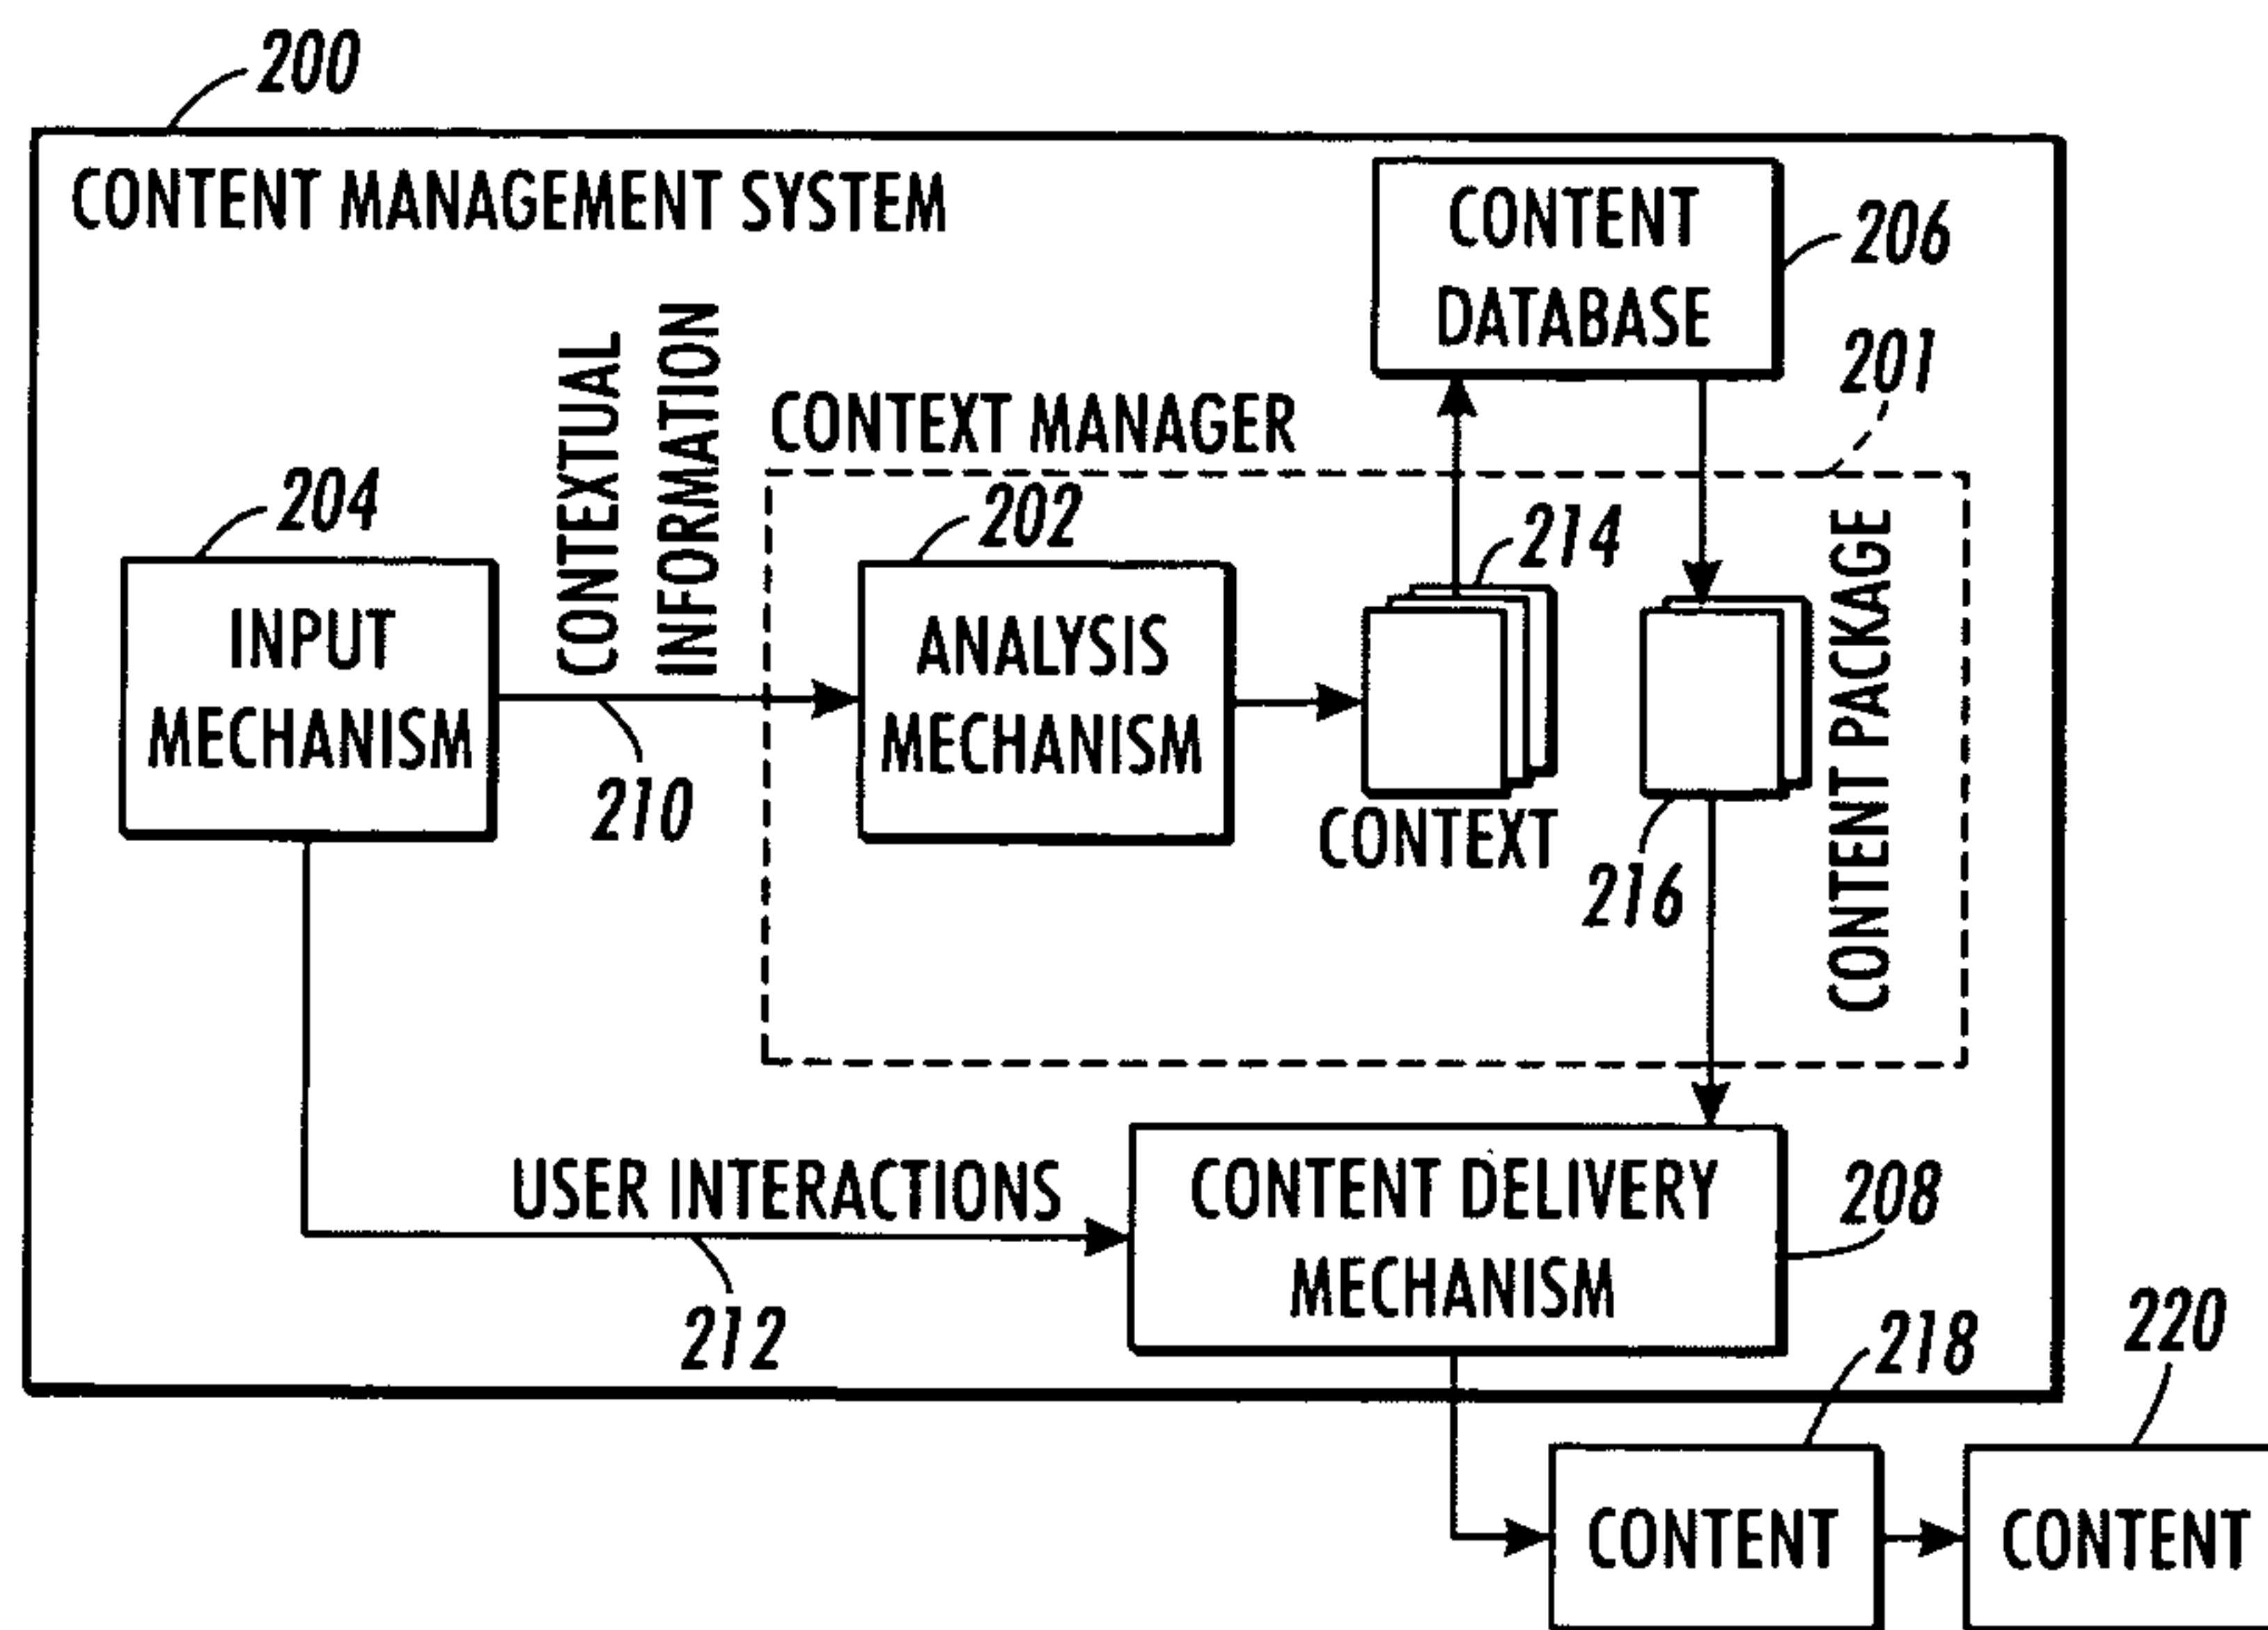 200
CONTENT MANAGEMENT SYSTEM
CONTENT
DATABASE
206
201
CONTEXTUAL
INFORMATION
CONTEXT MANAGER
204
202
214
INPUT
MECHANISM
ANALYSIS
MECHANISM
CONTENT PACKAGE
210
CONTEXT
216
USER INTERACTIONS
CONTENT DELIVERY
MECHANISM
208
212
218
220
CONTENT
CONTENT